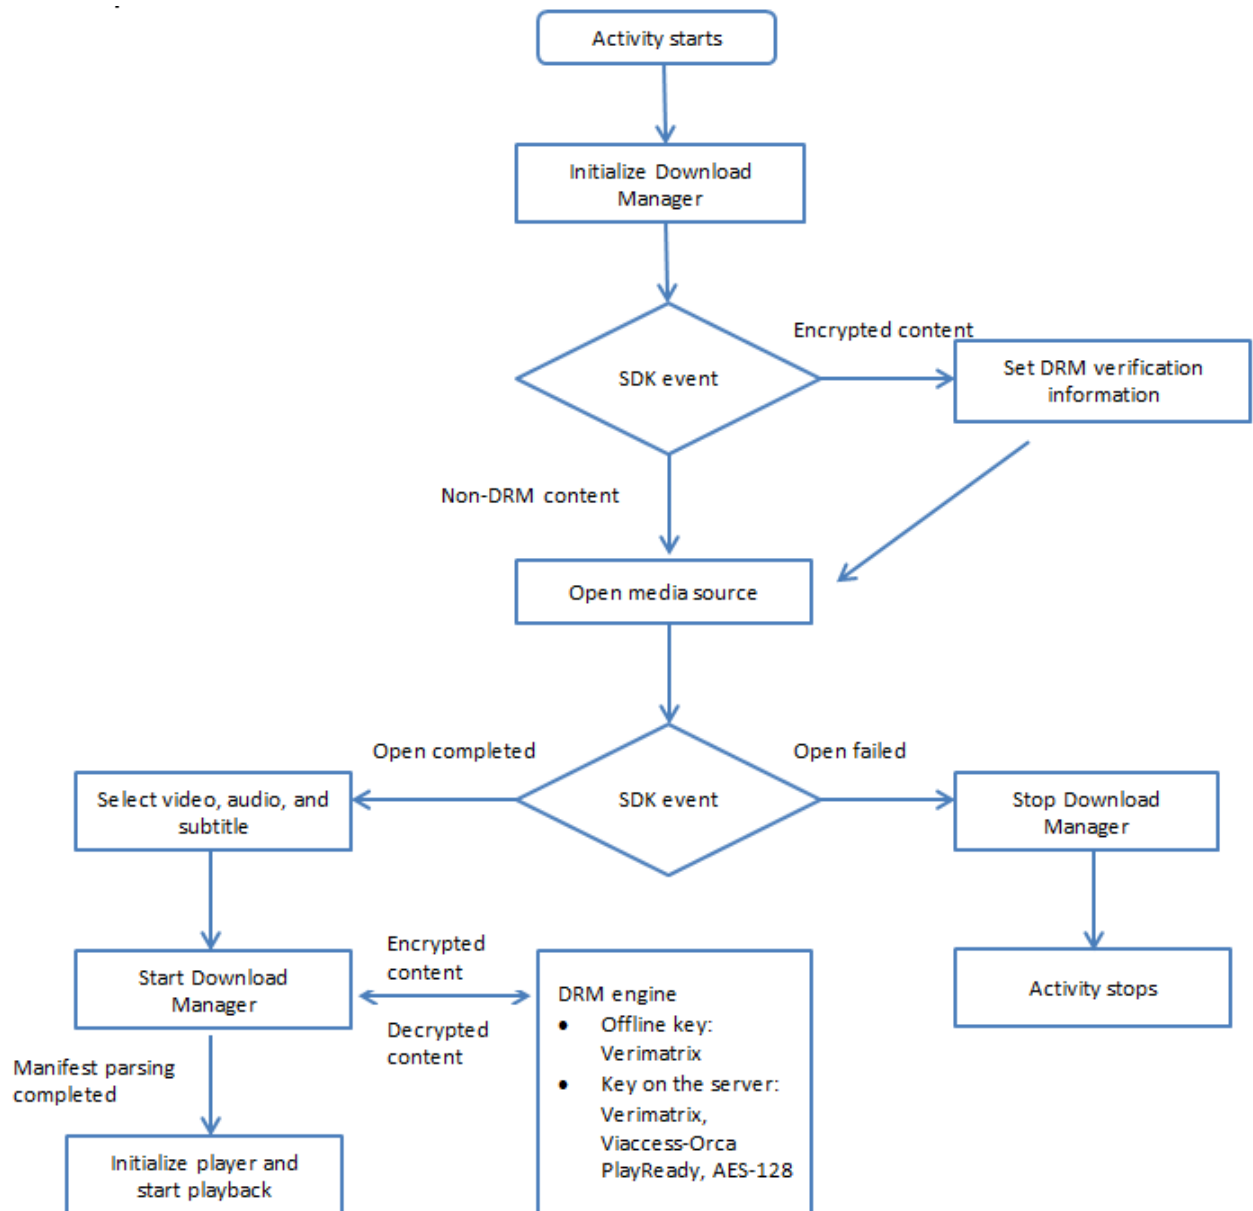 Activity starts
Initialize Download
Manager
SDK event
Encrypted content
Set DRM verification
information
Non-DRM content
Open media source
Open completed
SDK event
Open failed
Select video, audio, and
subtitle
Stop Download
Manager
Start Download
Manager
Encrypted
content
Decrypted
content
DRM engine
• Offline key:
Verimatrix
• Key on the server:
Verimatrix,
Viaccess-Orca
PlayReady, AES-128
Activity stops
Manifest parsing
completed
Initialize player and
start playback